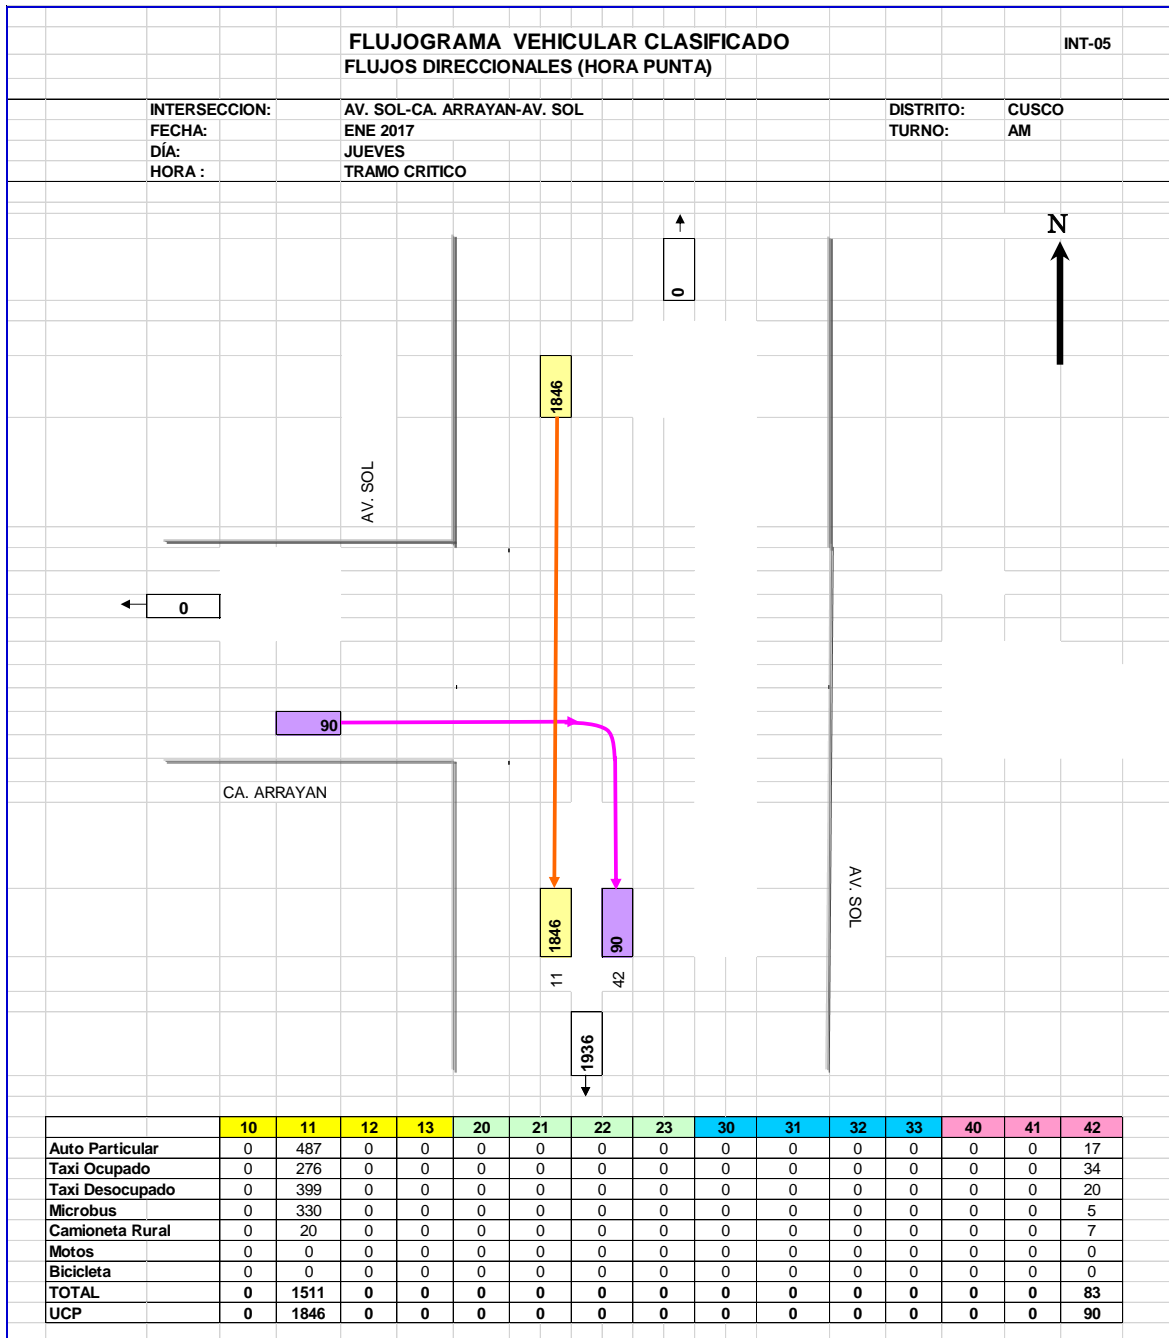 FLUJOGRAMA VEHICULAR CLASIFICADO INT-05
FLUJOS DIRECCIONALES (HORA PUNTA)
INTERSECCION: AV. SOL-CA. ARRAYAN-AV. SOL DISTRITO: CUSCO
FECHA: ENE 2017 TURNO: AM
DÍA: JUEVES
HORA : TRAMO CRITICO
N
0
1846
AV. SOL
0
90
CA. ARRAYAN
AV. SOL
1846 90
11 42
1936
10 11 12 13 20 21 22 23 30 31 32 33 40 41 42
Auto Particular 0 487 0 0 0 0 0 0 0 0 0 0 0 0 17
Taxi Ocupado 0 276 0 0 0 0 0 0 0 0 0 0 0 0 34
Taxi Desocupado 0 399 0 0 0 0 0 0 0 0 0 0 0 0 20
Microbus 0 330 0 0 0 0 0 0 0 0 0 0 0 0 5
Camioneta Rural 0 20 0 0 0 0 0 0 0 0 0 0 0 0 7
Motos 0 0 0 0 0 0 0 0 0 0 0 0 0 0 0
Bicicleta 0 0 0 0 0 0 0 0 0 0 0 0 0 0 0
TOTAL 0 1511 0 0 0 0 0 0 0 0 0 0 0 0 83
UCP 0 1846 0 0 0 0 0 0 0 0 0 0 0 0 90